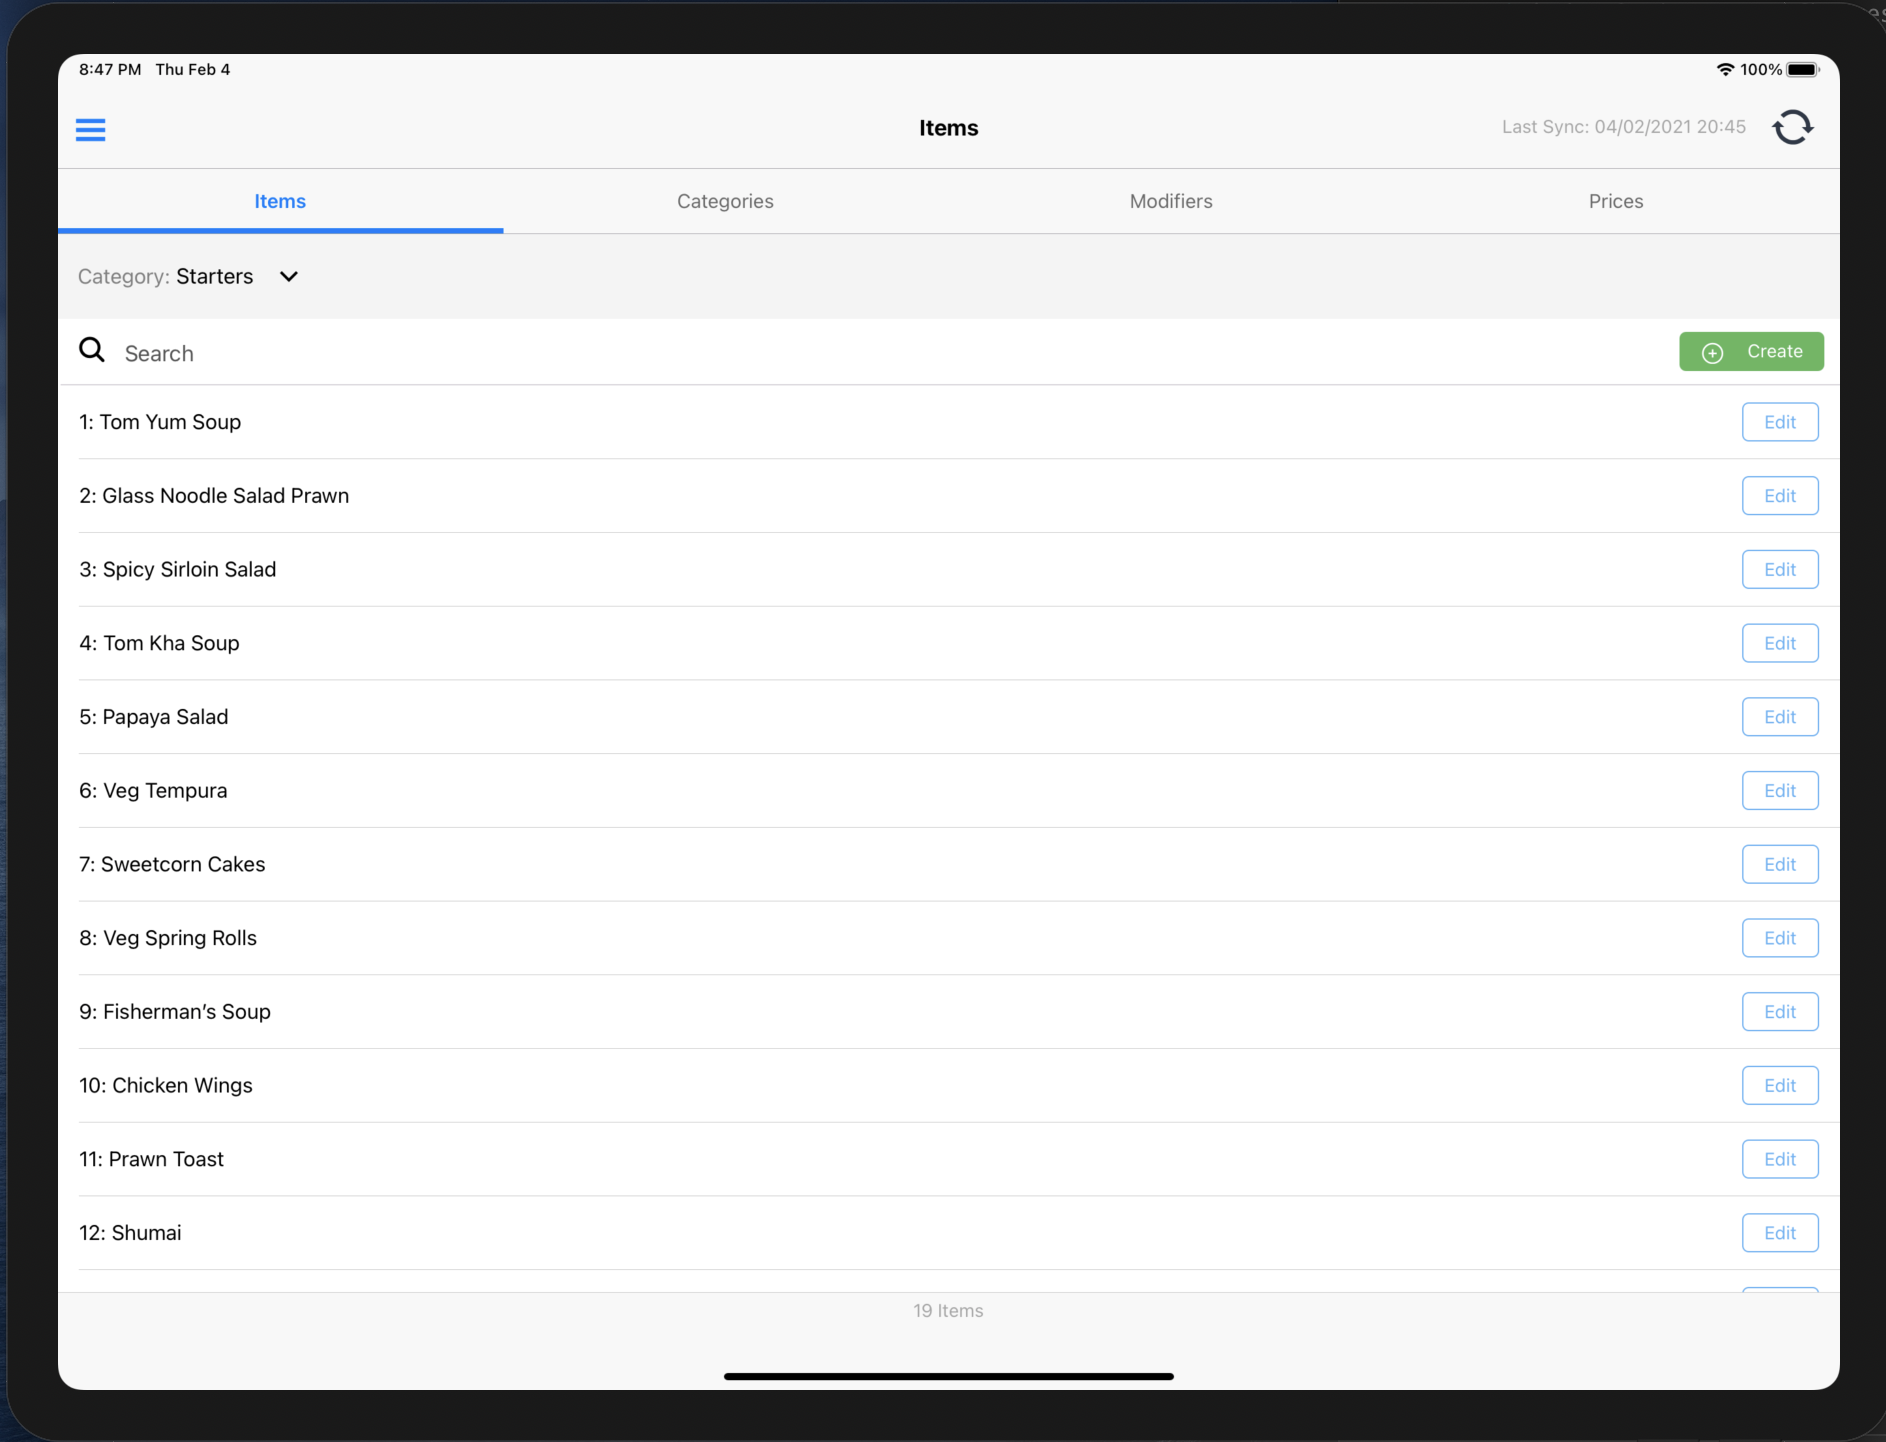 8:47 PM Thu Feb 4
100%
Items
Last Sync: 04/02/2021 20:45
Items
Categories
Modifiers
Prices
Category: Starters
Search
Create
1: Tom Yum Soup
Edit
2: Glass Noodle Salad Prawn
Edit
3: Spicy Sirloin Salad
Edit
4: Tom Kha Soup
Edit
5: Papaya Salad
Edit
6: Veg Tempura
Edit
7: Sweetcorn Cakes
Edit
8: Veg Spring Rolls
Edit
9: Fisherman’s Soup
Edit
10: Chicken Wings
Edit
11: Prawn Toast
Edit
12: Shumai
Edit
19 Items